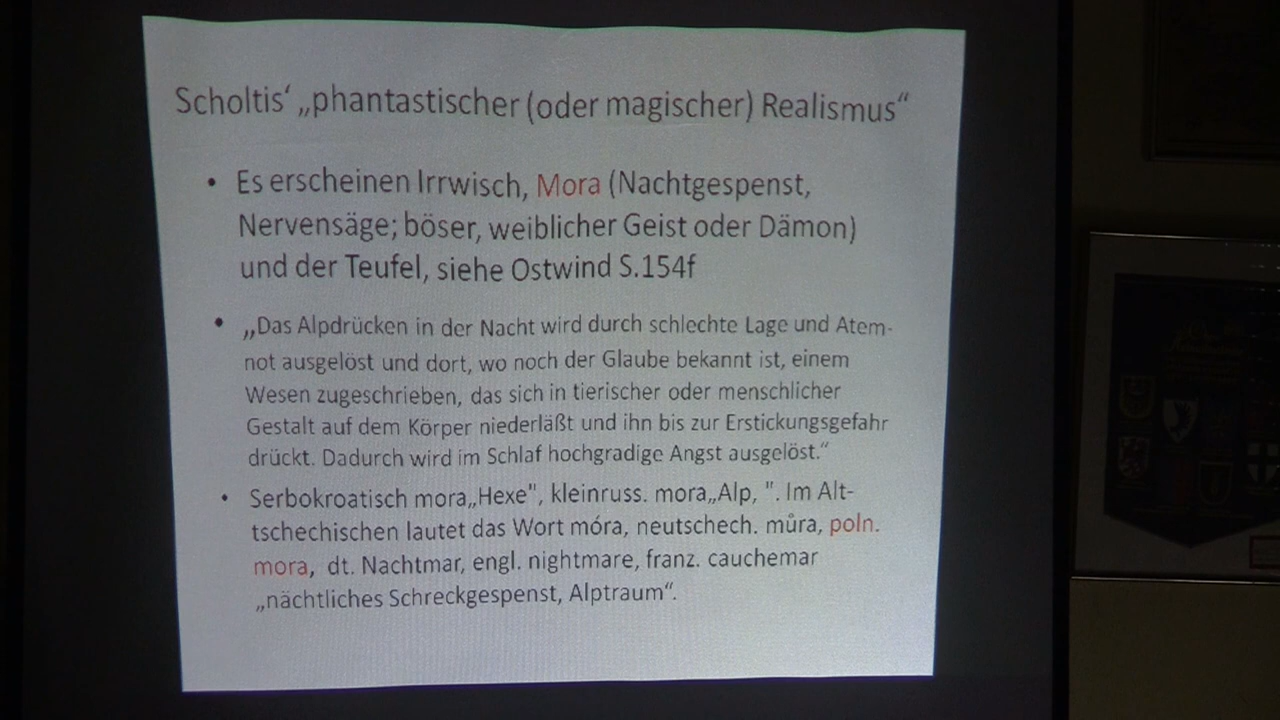 Scholtis‘ „phantastischer (oder magischer) Realismus“
• Es erscheinen Irrwisch, Mora (Nachtgespenst,
Nervensäge; böser, weiblicher Geist oder Dämon)
und der Teufel, siehe Ostwind S.154f
• „Das Alpdrücken in der Nacht wird durch schlechte Lage und Atem-
not ausgelöst und dort, wo noch der Glaube bekannt ist, einem
Wesen zugeschrieben, das sich in tierischer oder menschlicher
Gestalt auf dem Körper niederläßt und ihn bis zur Erstickungsgefahr
drückt. Dadurch wird im Schlaf hochgradige Angst ausgelöst.“
• Serbokroatisch mora„Hexe", kleinruss. mora„Alp, ". Im Alt-
tschechischen lautet das Wort móra, neutschech. můra, poln.
mora, dt. Nachtmar, engl. nightmare, franz. cauchemar
„nächtliches Schreckgespenst, Alptraum“.